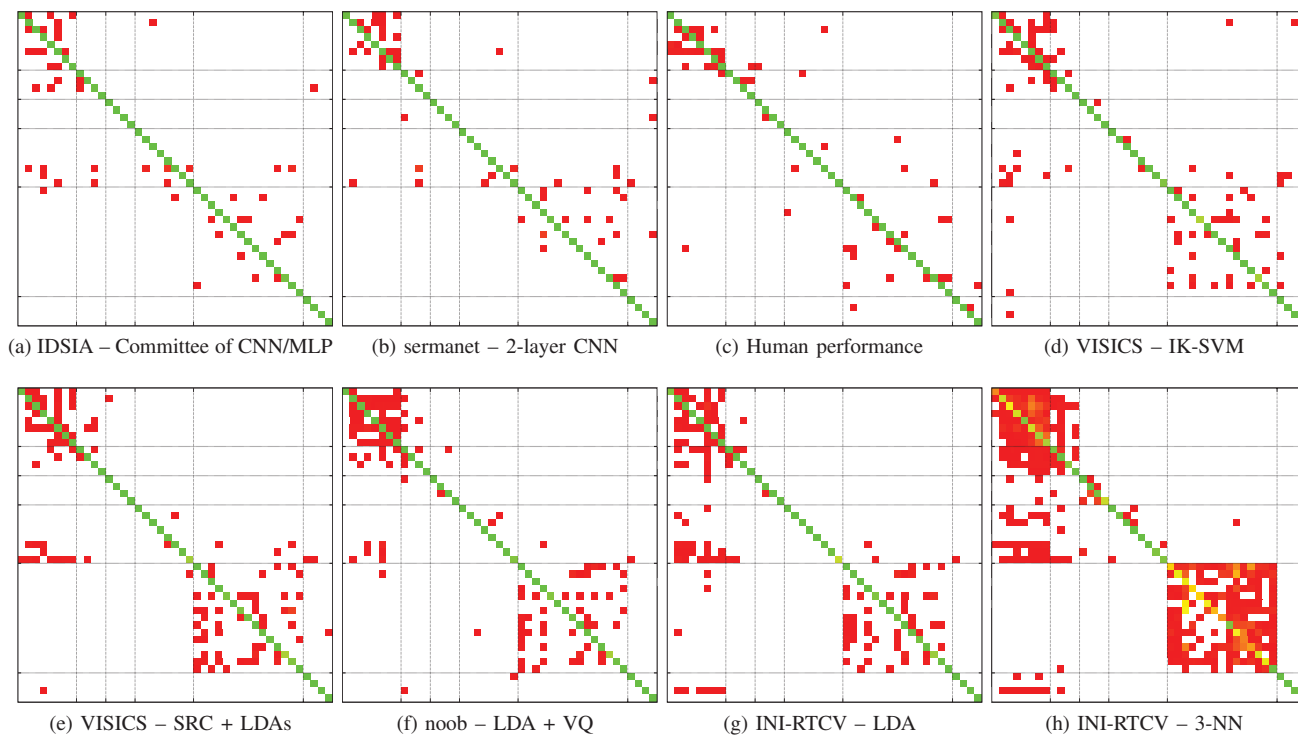 (a) IDSIA – Committee of CNN/MLP
(b) sermanet – 2-layer CNN
(c) Human performance
(d) VISICS – IK-SVM
(e) VISICS – SRC + LDAs
(f) noob – LDA + VQ
(g) INI-RTCV – LDA
(h) INI-RTCV – 3-NN